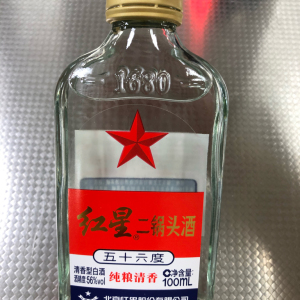 1680
红星二锅头酒
五十六度
清香型白酒
酒精度56%vol
纯粮清香
净含量
100mL
北京红星股份有限公司